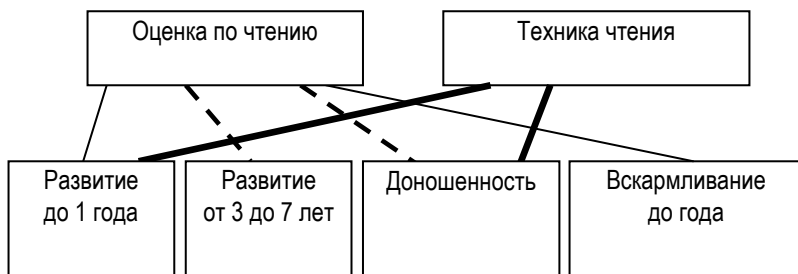 Оценка по чтению
Техника чтения
Развитие
до 1 года
Развитие
от 3 до 7 лет
Доношенность
Вскармливание
до года